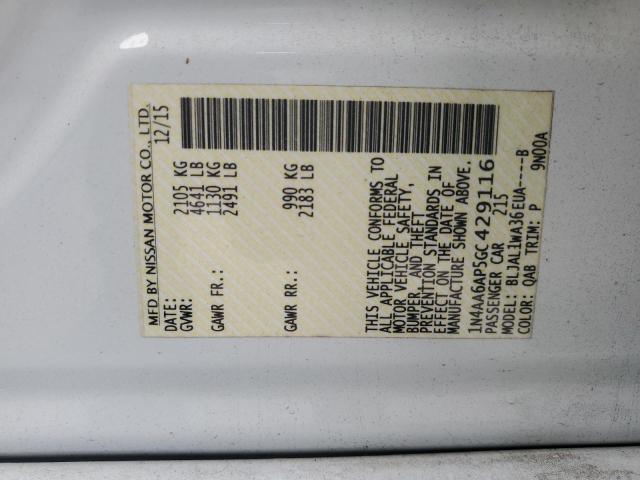 MFD BY NISSAN MOTOR CO., LTD.
DATE: 12/15
GVWR: 2105 KG
4641 LB
GAWR FR.: 1130 KG
2491 LB
GAWR RR.: 990 KG
2183 LB
THIS VEHICLE CONFORMS TO
ALL APPLICABLE FEDERAL
MOTOR VEHICLE SAFETY,
BUMPER, AND THEFT
PREVENTION STANDARDS IN
EFFECT ON THE DATE OF
MANUFACTURE SHOWN ABOVE.
1N4AA6AP5GC429116
PASSENGER CAR 215
MODEL: BLJAL1WA36EUA----B
COLOR: QAB TRIM: P 9N00A